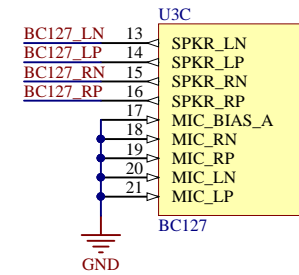 U3C
BC127_LN 13 SPKR_LN
BC127_LP 14 SPKR_LP
BC127_RN 15 SPKR_RN
BC127_RP 16 SPKR_RP
17 MIC_BIAS_A
18 MIC_RN
19 MIC_RP
20 MIC_LN
21 MIC_LP
BC127
GND